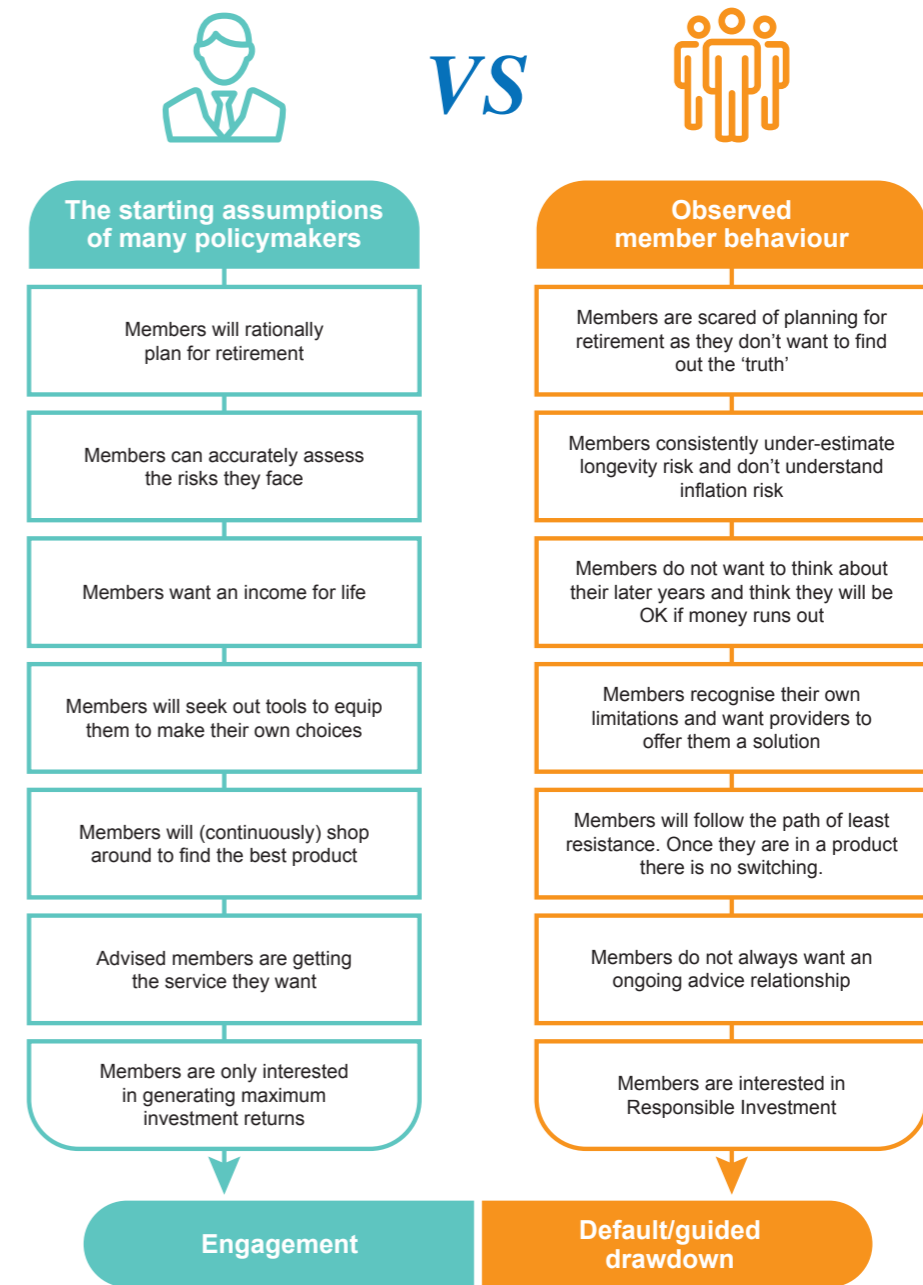 VS
The starting assumptions
of many policymakers
Members will rationally
plan for retirement
Members can accurately assess
the risks they face
Members want an income for life
Members will seek out tools to equip
them to make their own choices
Members will (continuously) shop
around to find the best product
Advised members are getting
the service they want
Members are only interested
in generating maximum
investment returns
Engagement
Observed
member behaviour
Members are scared of planning for
retirement as they don’t want to find
out the ‘truth’
Members consistently under-estimate
longevity risk and don’t understand
inflation risk
Members do not want to think about
their later years and think they will be
OK if money runs out
Members recognise their own
limitations and want providers to
offer them a solution
Members will follow the path of least
resistance. Once they are in a product
there is no switching.
Members do not always want an
ongoing advice relationship
Members are interested in
Responsible Investment
Default/guided
drawdown